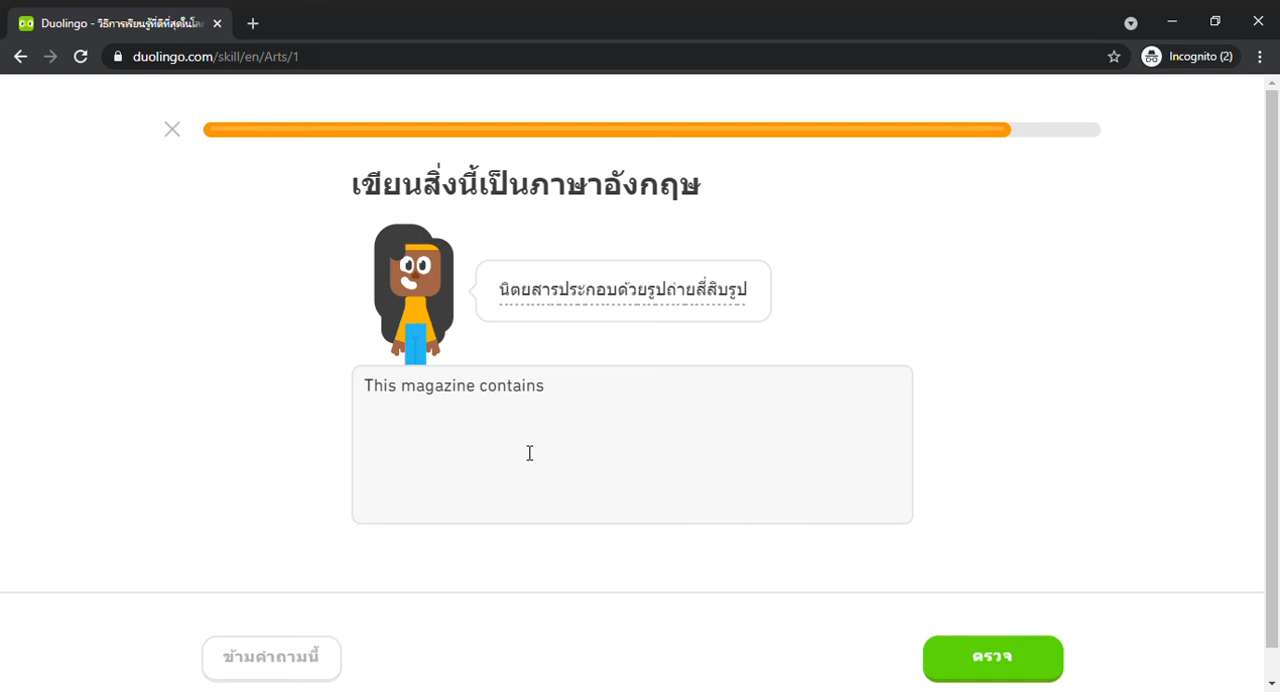 Duolingo - วิธีการเรียนรู้ที่ดีที่สุดในโล
duolingo.com/skill/en/Arts/1
Incognito (2)
เขียนสิ่งนี้เป็นภาษาอังกฤษ
นิตยสารประกอบด้วยรูปถ่ายสี่สิบรูป
This magazine contains
ข้ามคำถามนี้
ตรวจ